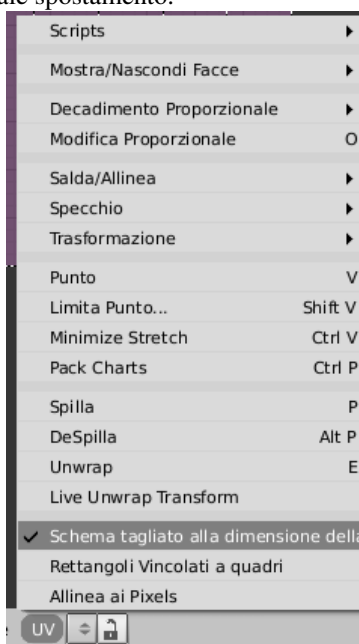 spostamento.
Scripts
Mostra/Nascondi Facce
Decadimento Proporzionale
Modifica Proporzionale O
Salda/Allinea
Specchio
Trasformazione
Punto V
Limita Punto... Shift V
Minimize Stretch Ctrl V
Pack Charts Ctrl P
Spilla P
DeSpilla Alt P
Unwrap E
Live Unwrap Transform
Schema tagliato alla dimensione della
Rettangoli Vincolati a quadri
Allinea ai Pixels
UV